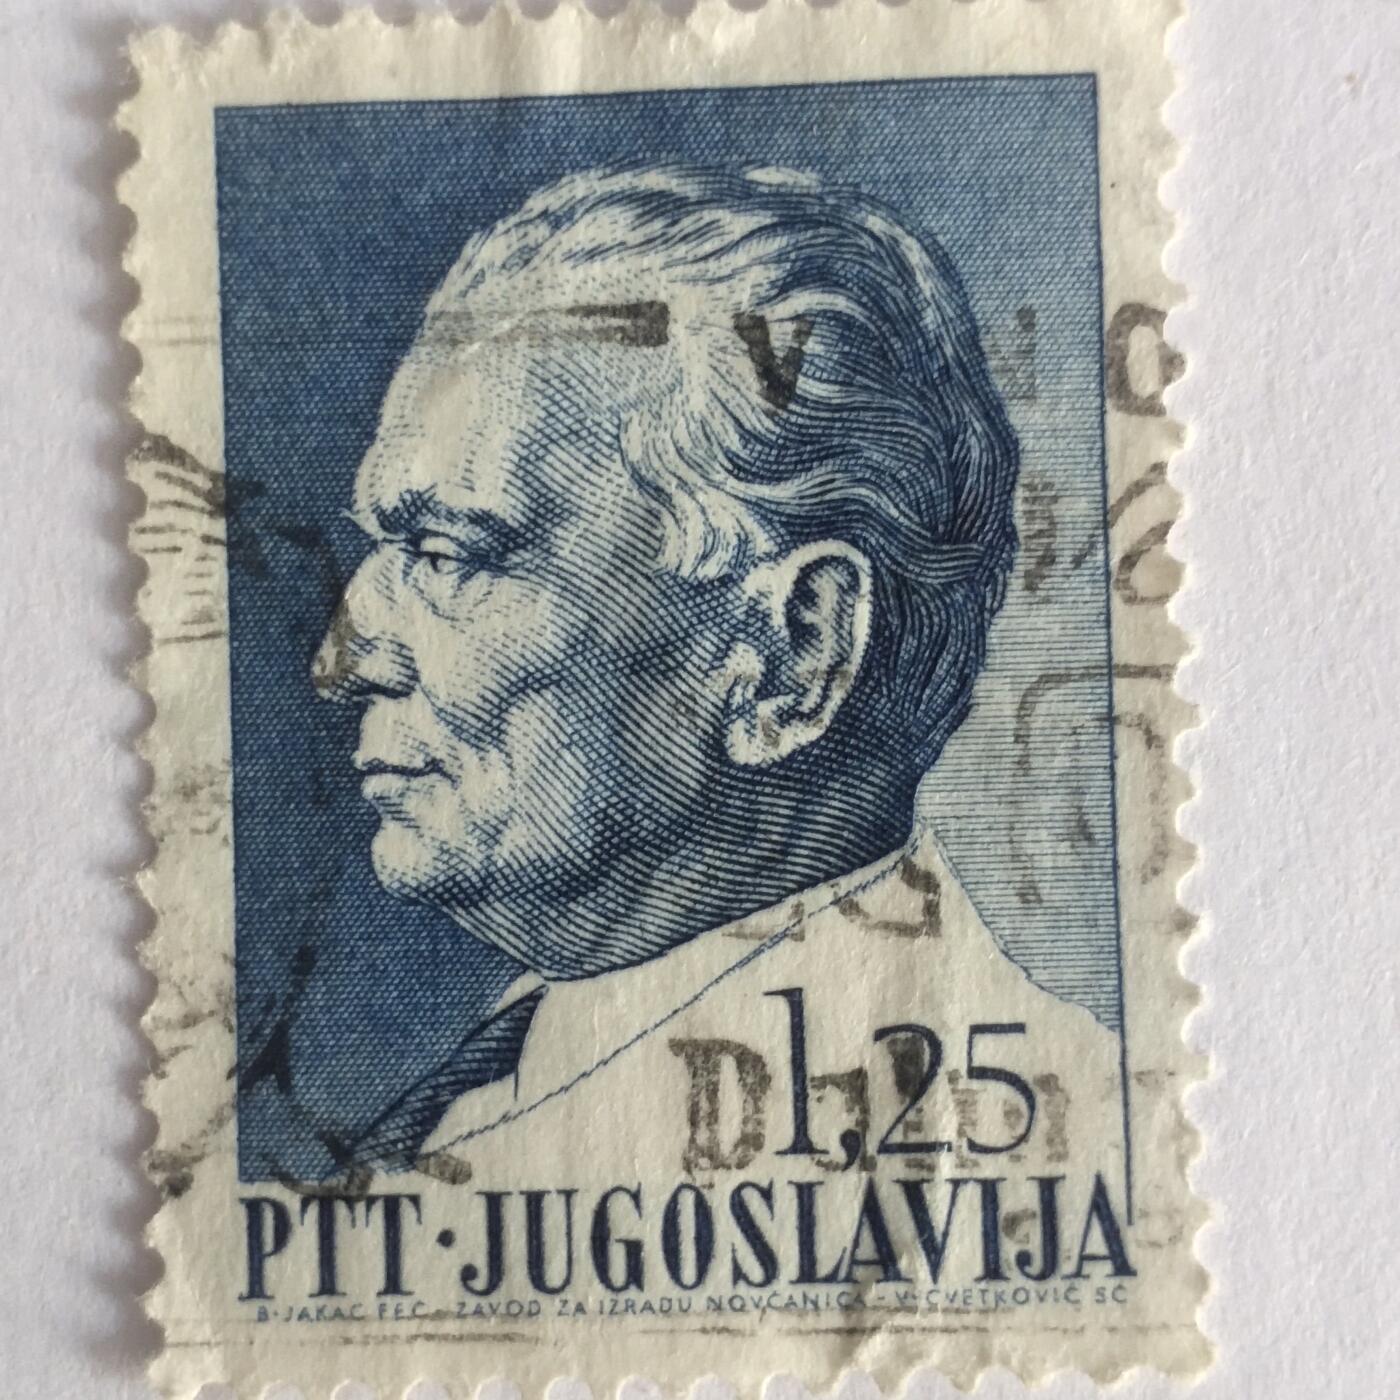 1,25
PTT·JUGOSLAVIJA
B·JAKAC FEC-ZAVOD ZA IZRADU NOVČANICA-V·CVETKOVIĆ SC